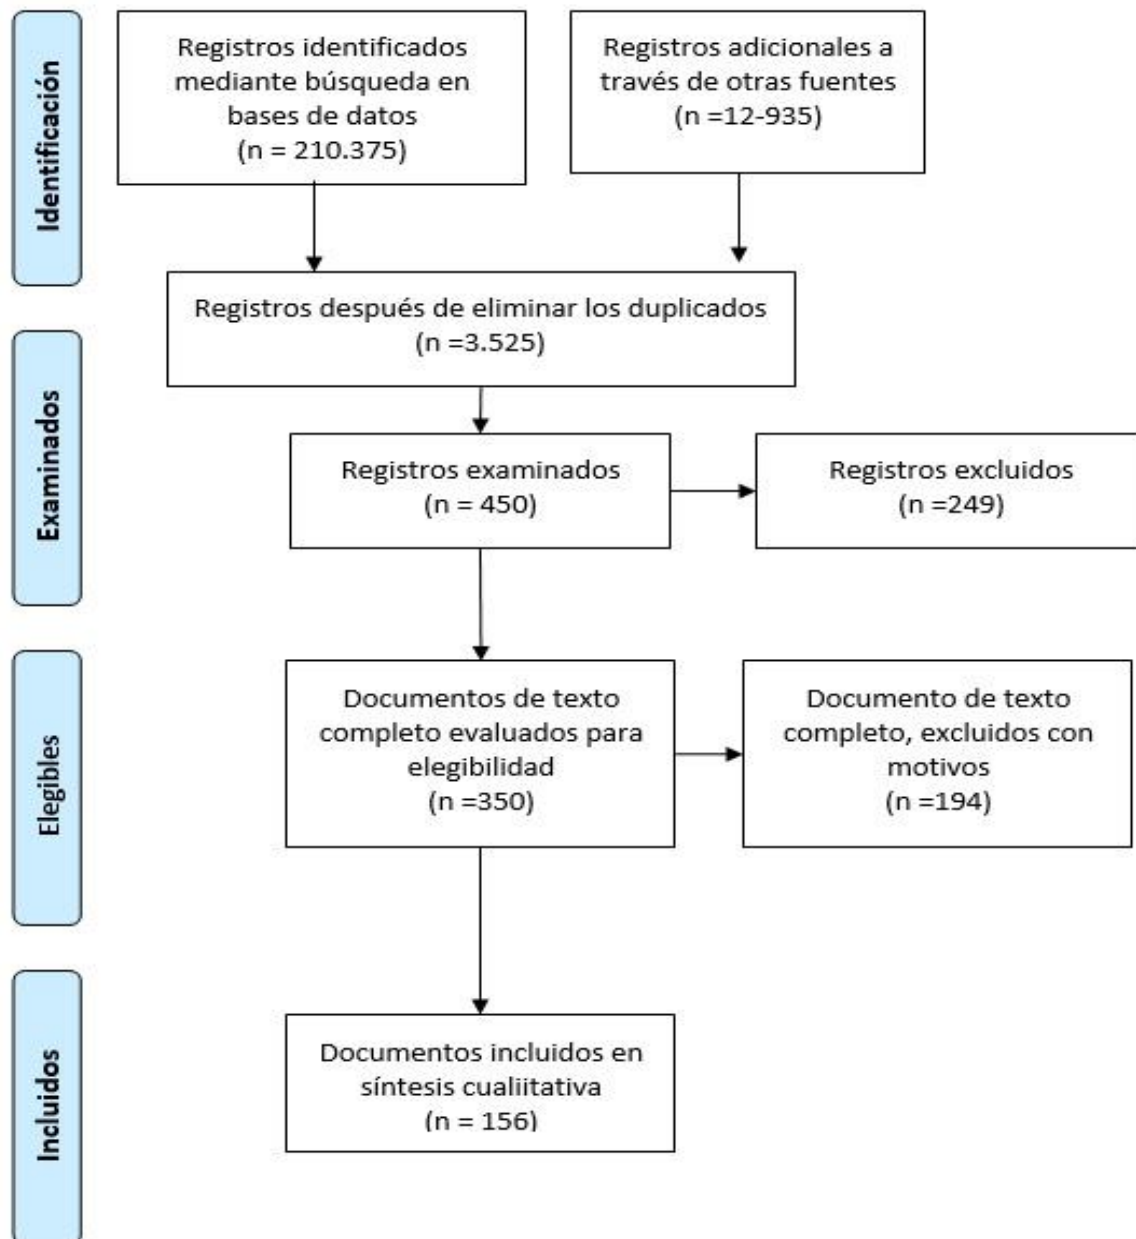 Identificación
Registros identificados
mediante búsqueda en
bases de datos
(n = 210.375)
Registros adicionales a
través de otras fuentes
(n =12-935)
Registros después de eliminar los duplicados
(n =3.525)
Examinados
Registros examinados
(n = 450)
Registros excluidos
(n =249)
Elegibles
Documentos de texto
completo evaluados para
elegibilidad
(n =350)
Documento de texto
completo, excluidos con
motivos
(n =194)
Incluidos
Documentos incluidos en
síntesis cualiitativa
(n = 156)